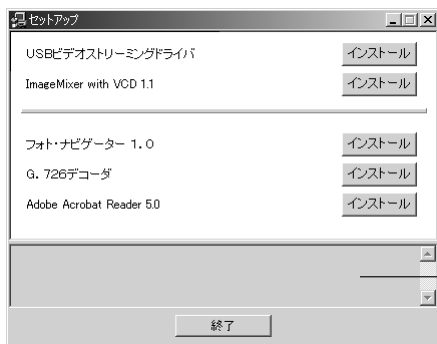 セットアップ
USBビデオストリーミングドライバ インストール
ImageMixer with VCD 1.1 インストール
フォト・ナビゲーター 1.0 インストール
G. 726デコーダ インストール
Adobe Acrobat Reader 5.0 インストール
終了